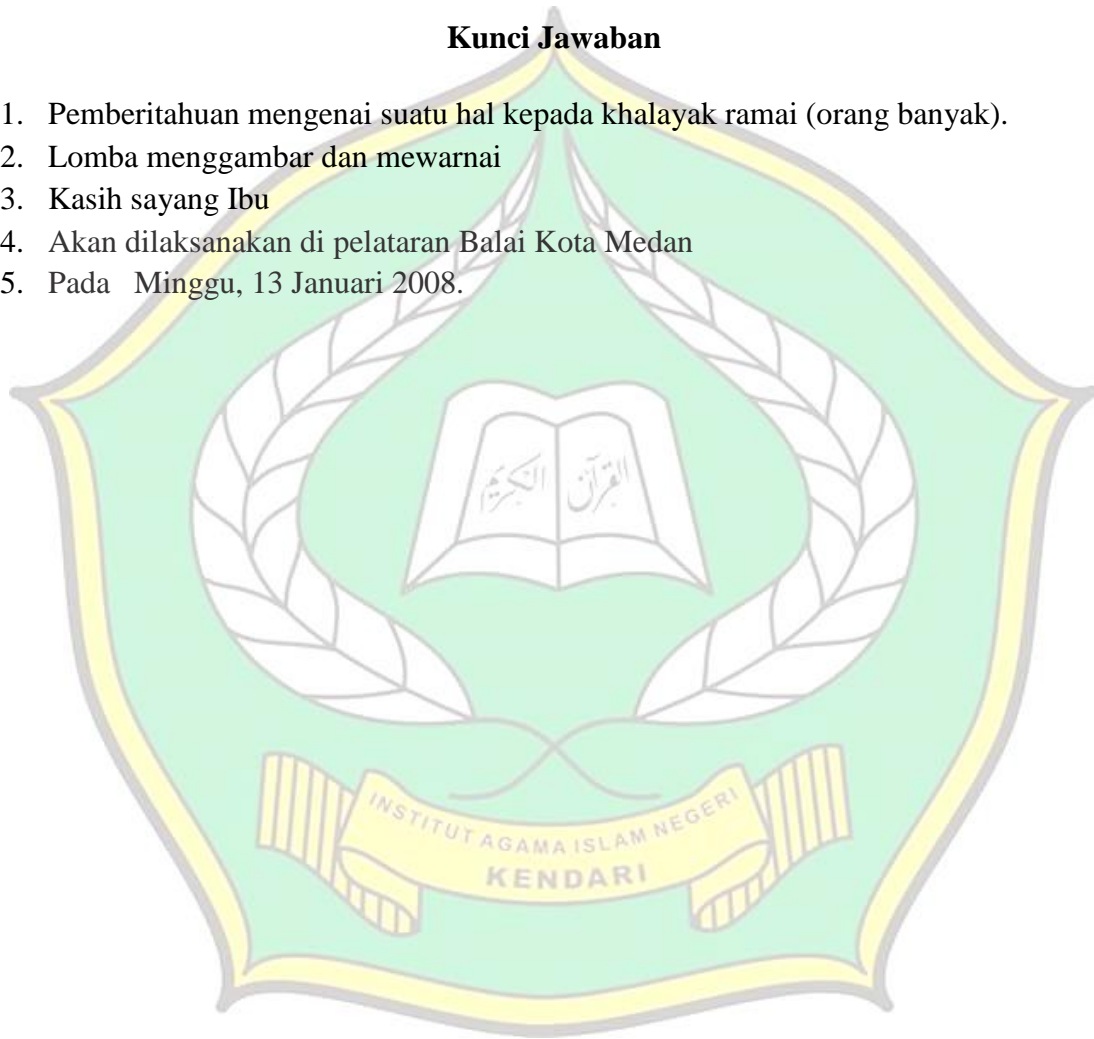 Kunci Jawaban
1. Pemberitahuan mengenai suatu hal kepada khalayak ramai (orang banyak).
2. Lomba menggambar dan mewarnai
3. Kasih sayang Ibu
4. Akan dilaksanakan di pelataran Balai Kota Medan
5. Pada Minggu, 13 Januari 2008.
القرآن الكريم
INSTITUT AGAMA ISLAM NEGERI
KENDARI